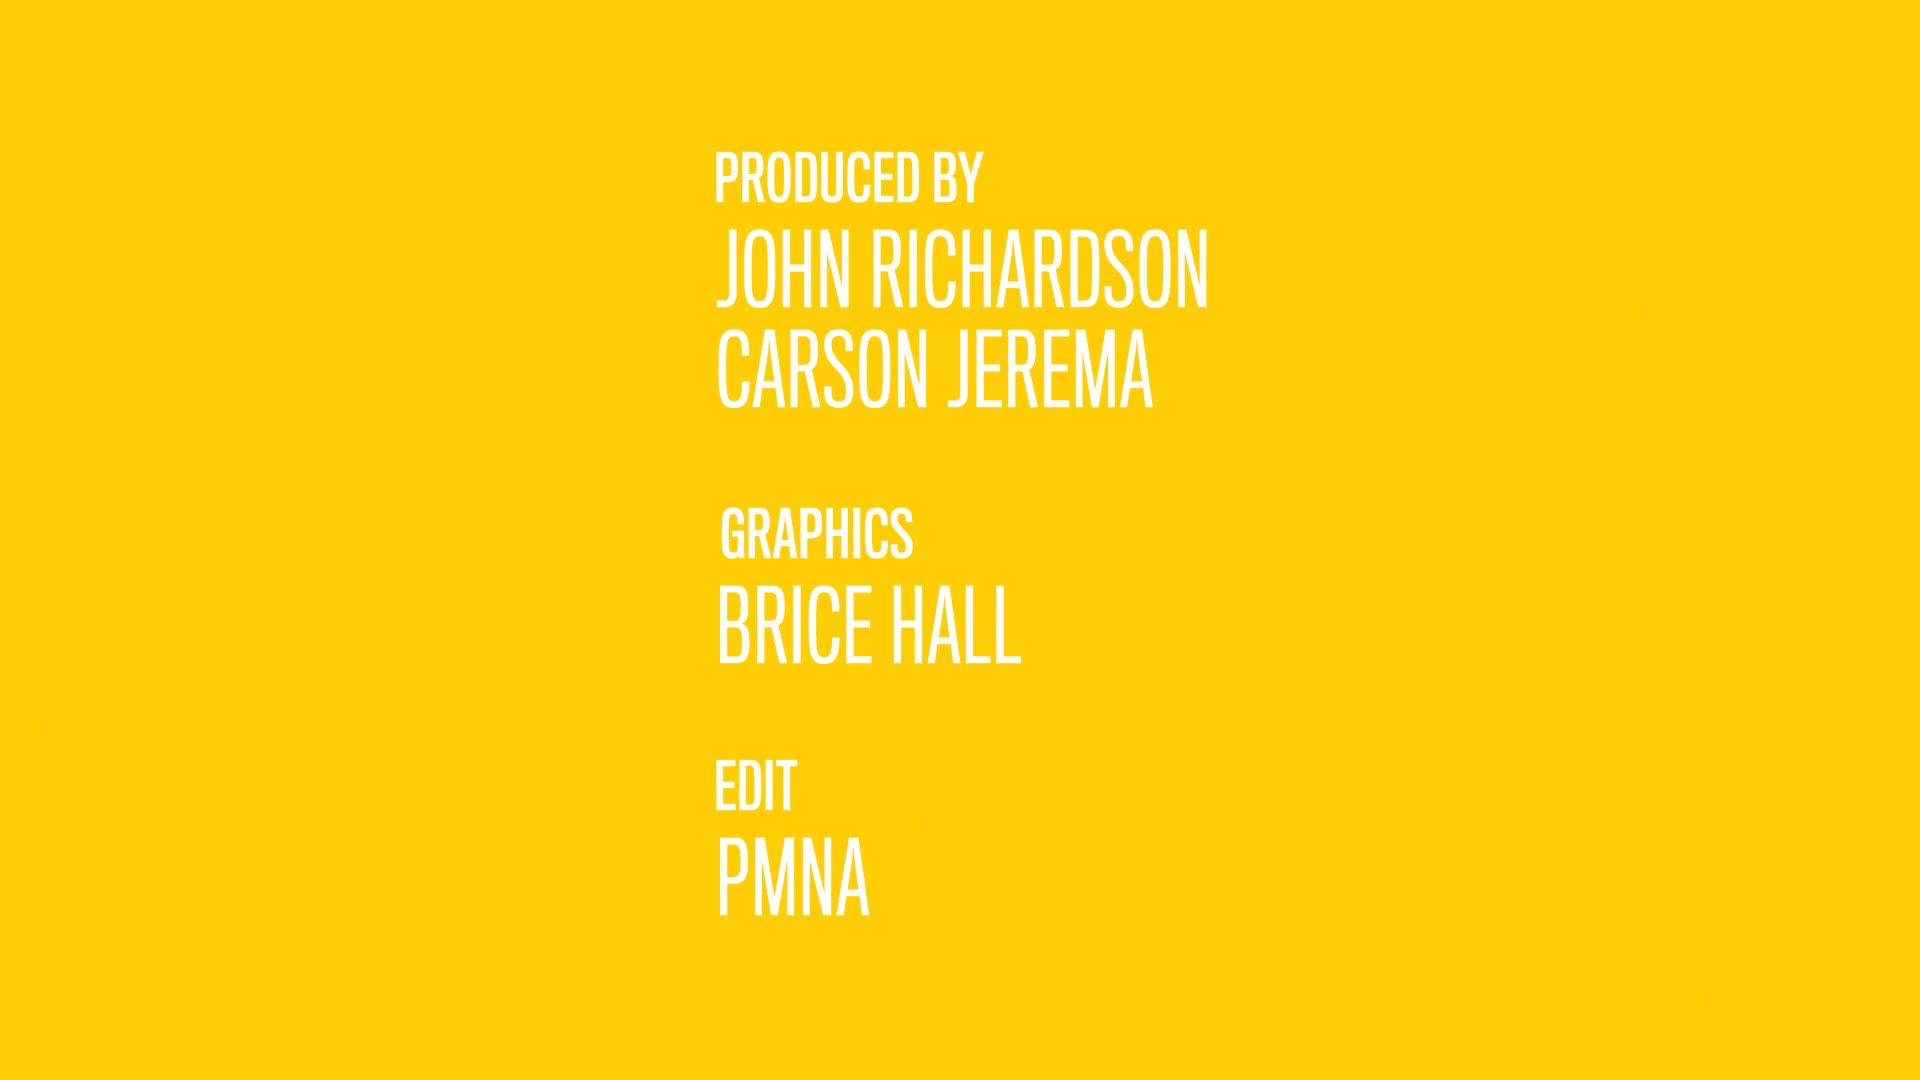 PRODUCED BY
JOHN RICHARDSON
CARSON JEREMA
GRAPHICS
BRICE HALL
EDIT
PMNA